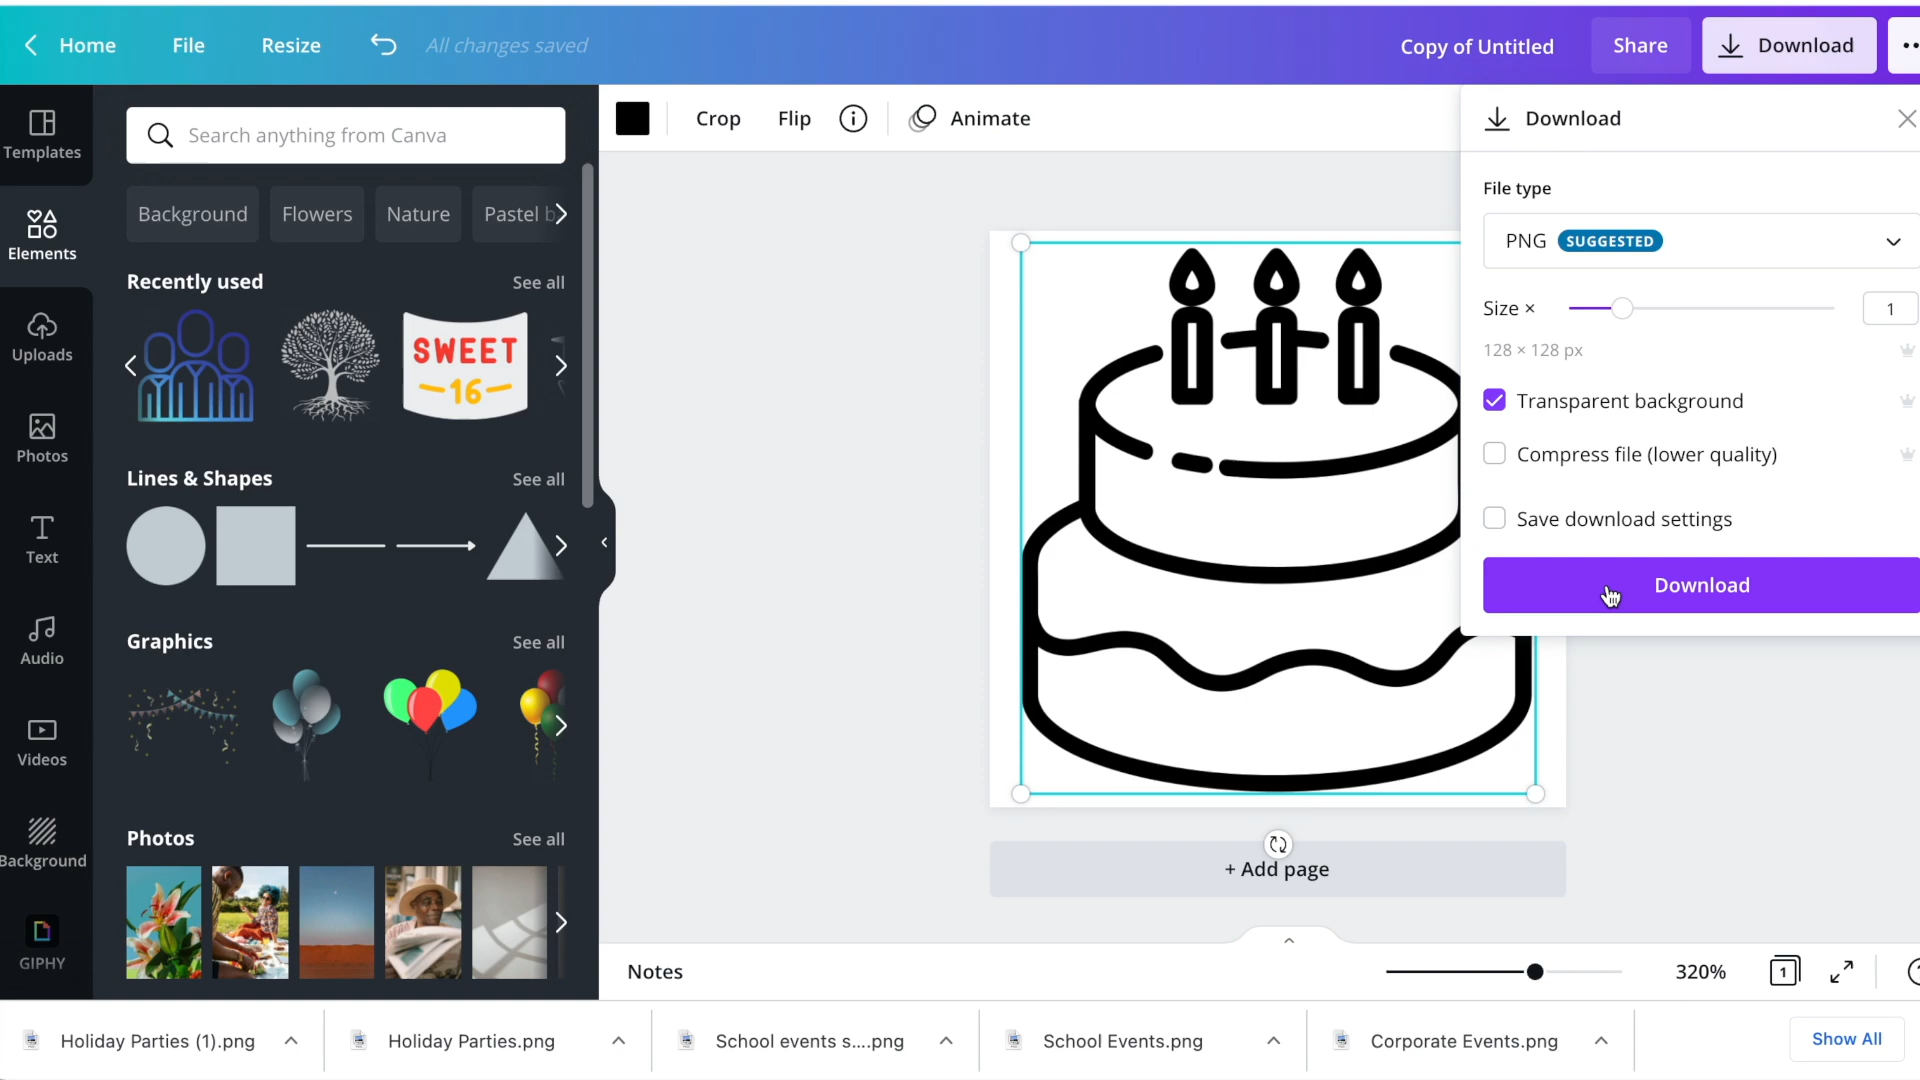 Home
File
Resize
All changes saved
Copy of Untitled
Share
Download
Templates
Elements
Uploads
Photos
Text
Audio
Videos
Background
GIPHY
Search anything from Canva
Background
Flowers
Nature
Pastel b
Recently used
See all
SWEET
16
Lines & Shapes
See all
Graphics
See all
Photos
See all
Crop
Flip
Animate
Download
File type
PNG SUGGESTED
Size ×
1
128 × 128 px
Transparent background
Compress file (lower quality)
Save download settings
Download
+ Add page
Notes
320%
1
Holiday Parties (1).png
Holiday Parties.png
School events s....png
School Events.png
Corporate Events.png
Show All